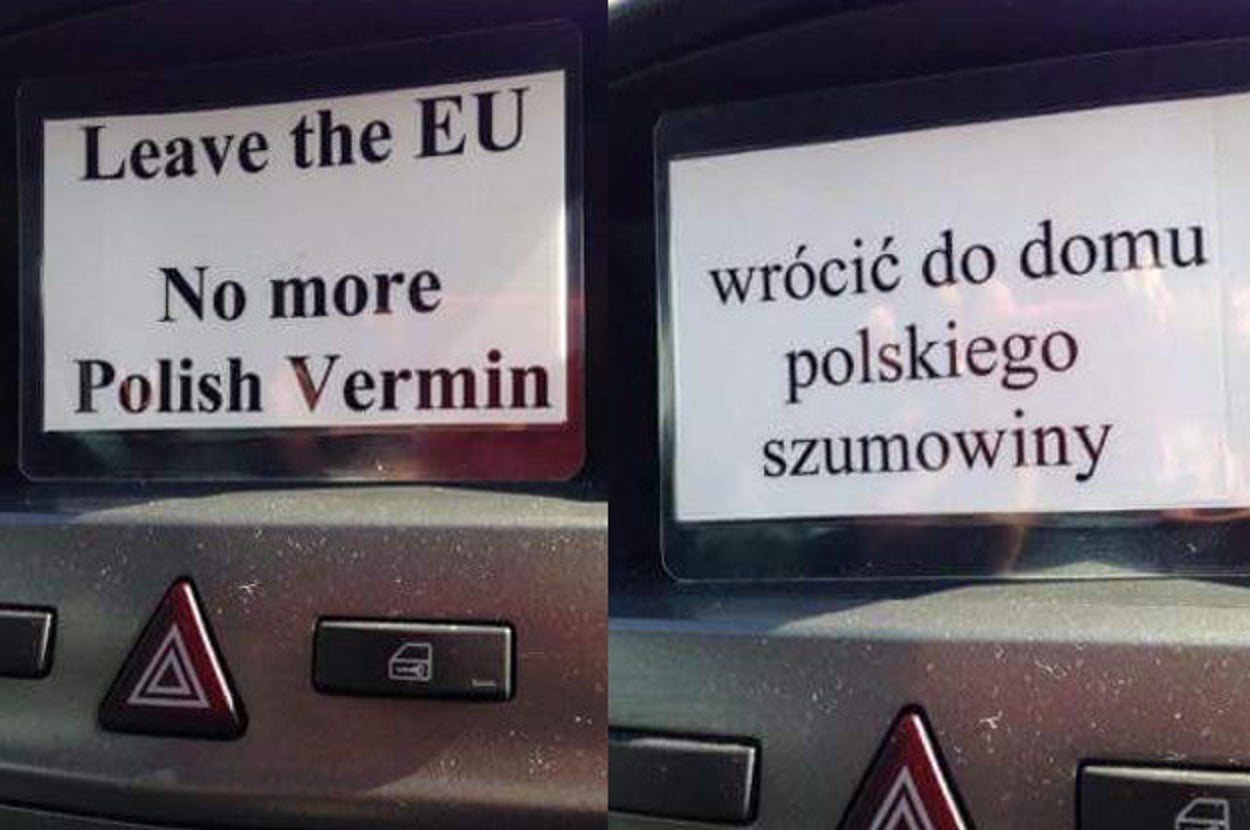 Leave the EU
No more
Polish Vermin
wrócić do domu
polskiego
szumowiny